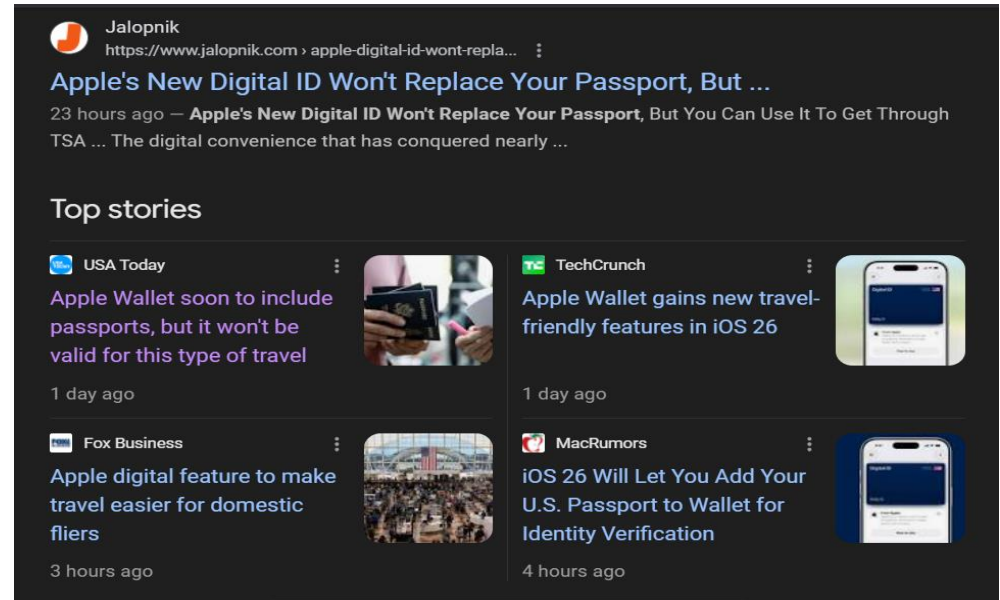 Jalopnik
https://www.jalopnik.com › apple-digital-id-wont-repla...
Apple's New Digital ID Won't Replace Your Passport, But ...
23 hours ago — Apple's New Digital ID Won't Replace Your Passport, But You Can Use It To Get Through
TSA ... The digital convenience that has conquered nearly ...
Top stories
USA Today
Apple Wallet soon to include
passports, but it won't be
valid for this type of travel
1 day ago
TechCrunch
Apple Wallet gains new travel-
friendly features in iOS 26
1 day ago
Fox Business
Apple digital feature to make
travel easier for domestic
fliers
3 hours ago
MacRumors
iOS 26 Will Let You Add Your
U.S. Passport to Wallet for
Identity Verification
4 hours ago